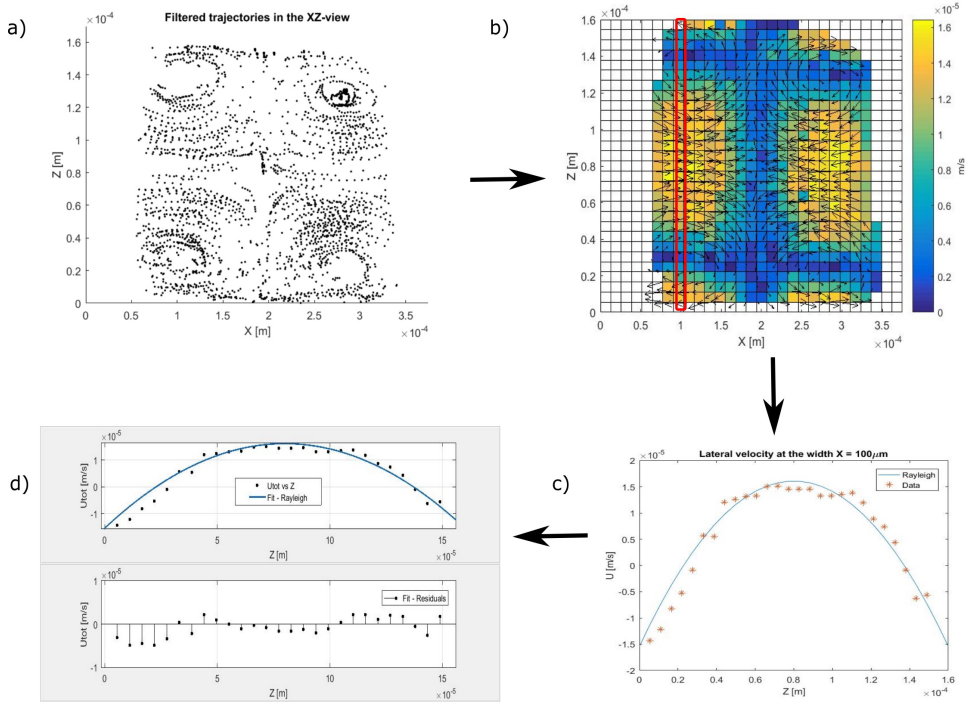 a)
Filtered trajectories in the XZ-view
×10⁻⁴
1.6
1.4
1.2
1
0.8
0.6
0.4
0.2
0
Z [m]
0 0.5 1 1.5 2 2.5 3 3.5
X [m]
×10⁻⁴
b)
×10⁻⁴
1.6
1.4
1.2
1
0.8
0.6
0.4
0.2
0
Z [m]
0 0.5 1 1.5 2 2.5 3 3.5
X [m]
×10⁻⁴
×10⁻⁵
1.6
1.4
1.2
1
0.8
0.6
0.4
0.2
0
m/s
d)
×10⁻⁵
1
0
-1
Utot [m/s]
Utot vs Z
Fit - Rayleigh
0 5 10 15
Z [m]
×10⁻⁵
×10⁻⁵
1
0
-1
Utot [m/s]
Fit - Residuals
0 5 10 15
Z [m]
×10⁻⁵
c)
Lateral velocity at the width X = 100μm
×10⁻⁵
2
1.5
1
0.5
0
-0.5
-1
-1.5
-2
U [m/s]
Rayleigh
Data
0 0.2 0.4 0.6 0.8 1 1.2 1.4 1.6
Z [m]
×10⁻⁴